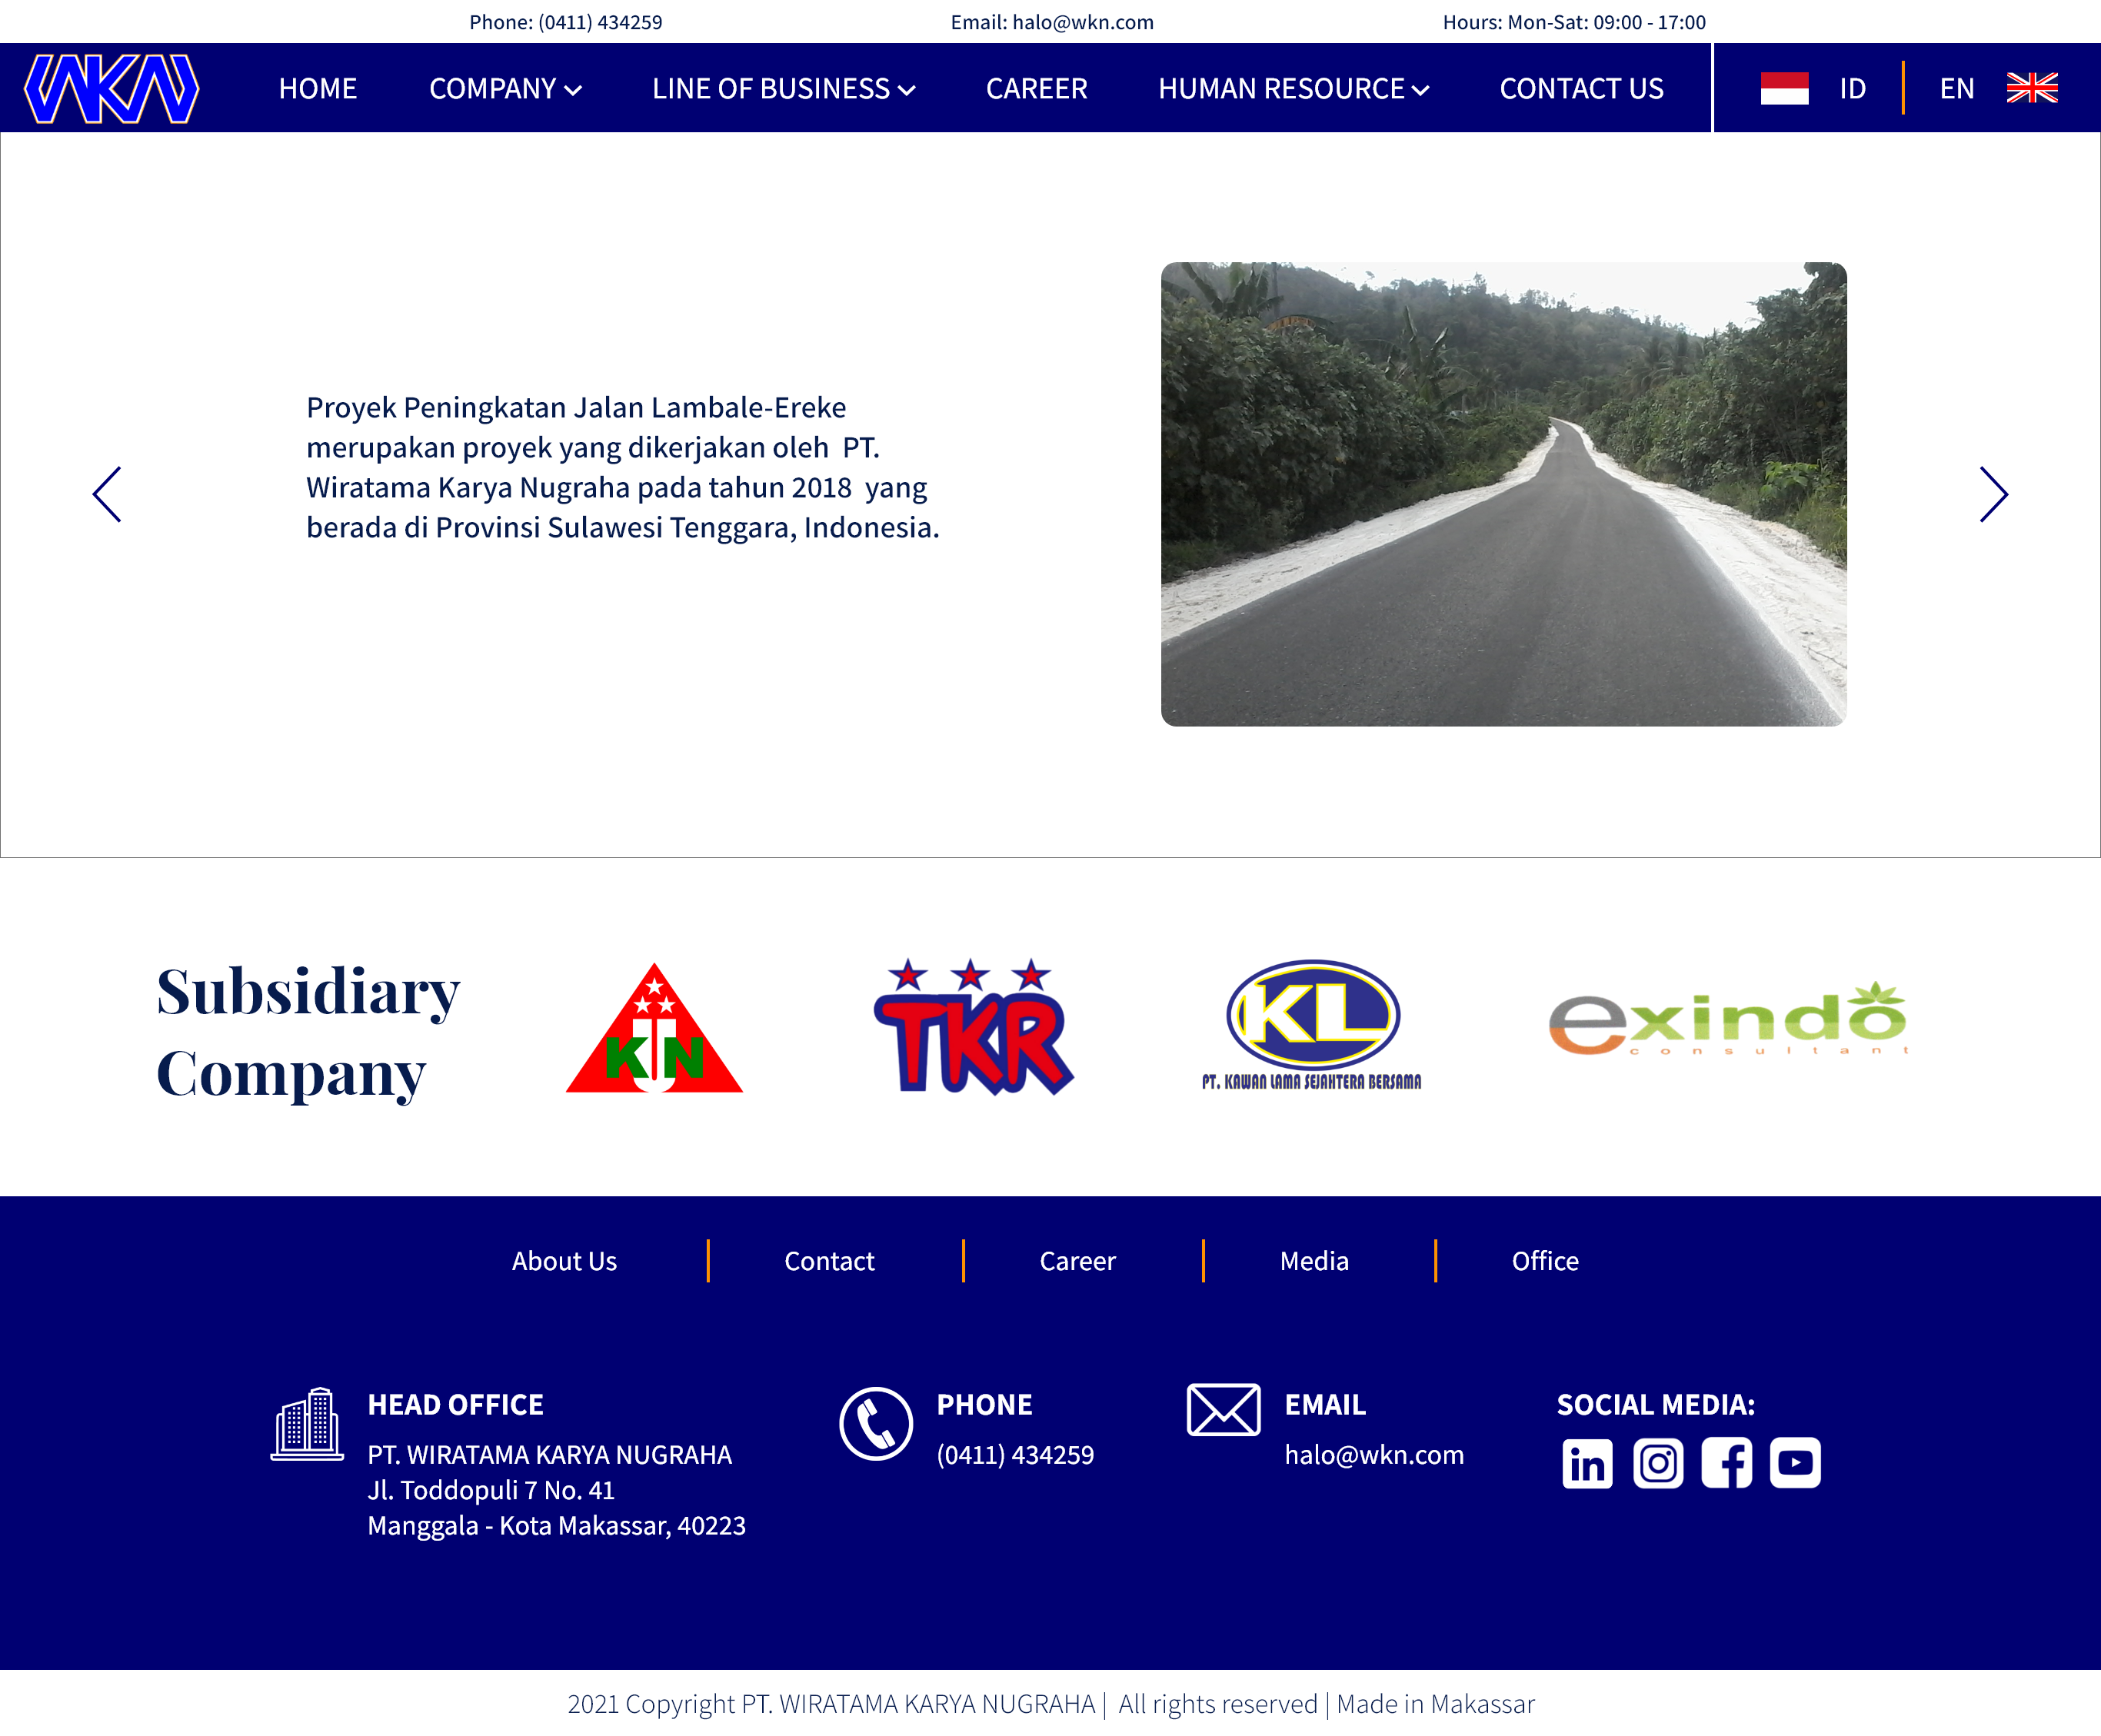 Phone: (0411) 434259
Email: halo@wkn.com
Hours: Mon-Sat: 09:00 - 17:00
WKN
HOME
COMPANY
LINE OF BUSINESS
CAREER
HUMAN RESOURCE
CONTACT US
ID
EN
Proyek Peningkatan Jalan Lambale-Ereke
merupakan proyek yang dikerjakan oleh PT.
Wiratama Karya Nugraha pada tahun 2018 yang
berada di Provinsi Sulawesi Tenggara, Indonesia.
Subsidiary
Company
KJN
TKR
KL
PT. KAWAN LAMA SEJAHTERA BERSAMA
exindo
consultant
About Us
Contact
Career
Media
Office
HEAD OFFICE
PT. WIRATAMA KARYA NUGRAHA
Jl. Toddopuli 7 No. 41
Manggala - Kota Makassar, 40223
PHONE
(0411) 434259
EMAIL
halo@wkn.com
SOCIAL MEDIA:
in
2021 Copyright PT. WIRATAMA KARYA NUGRAHA | All rights reserved | Made in Makassar